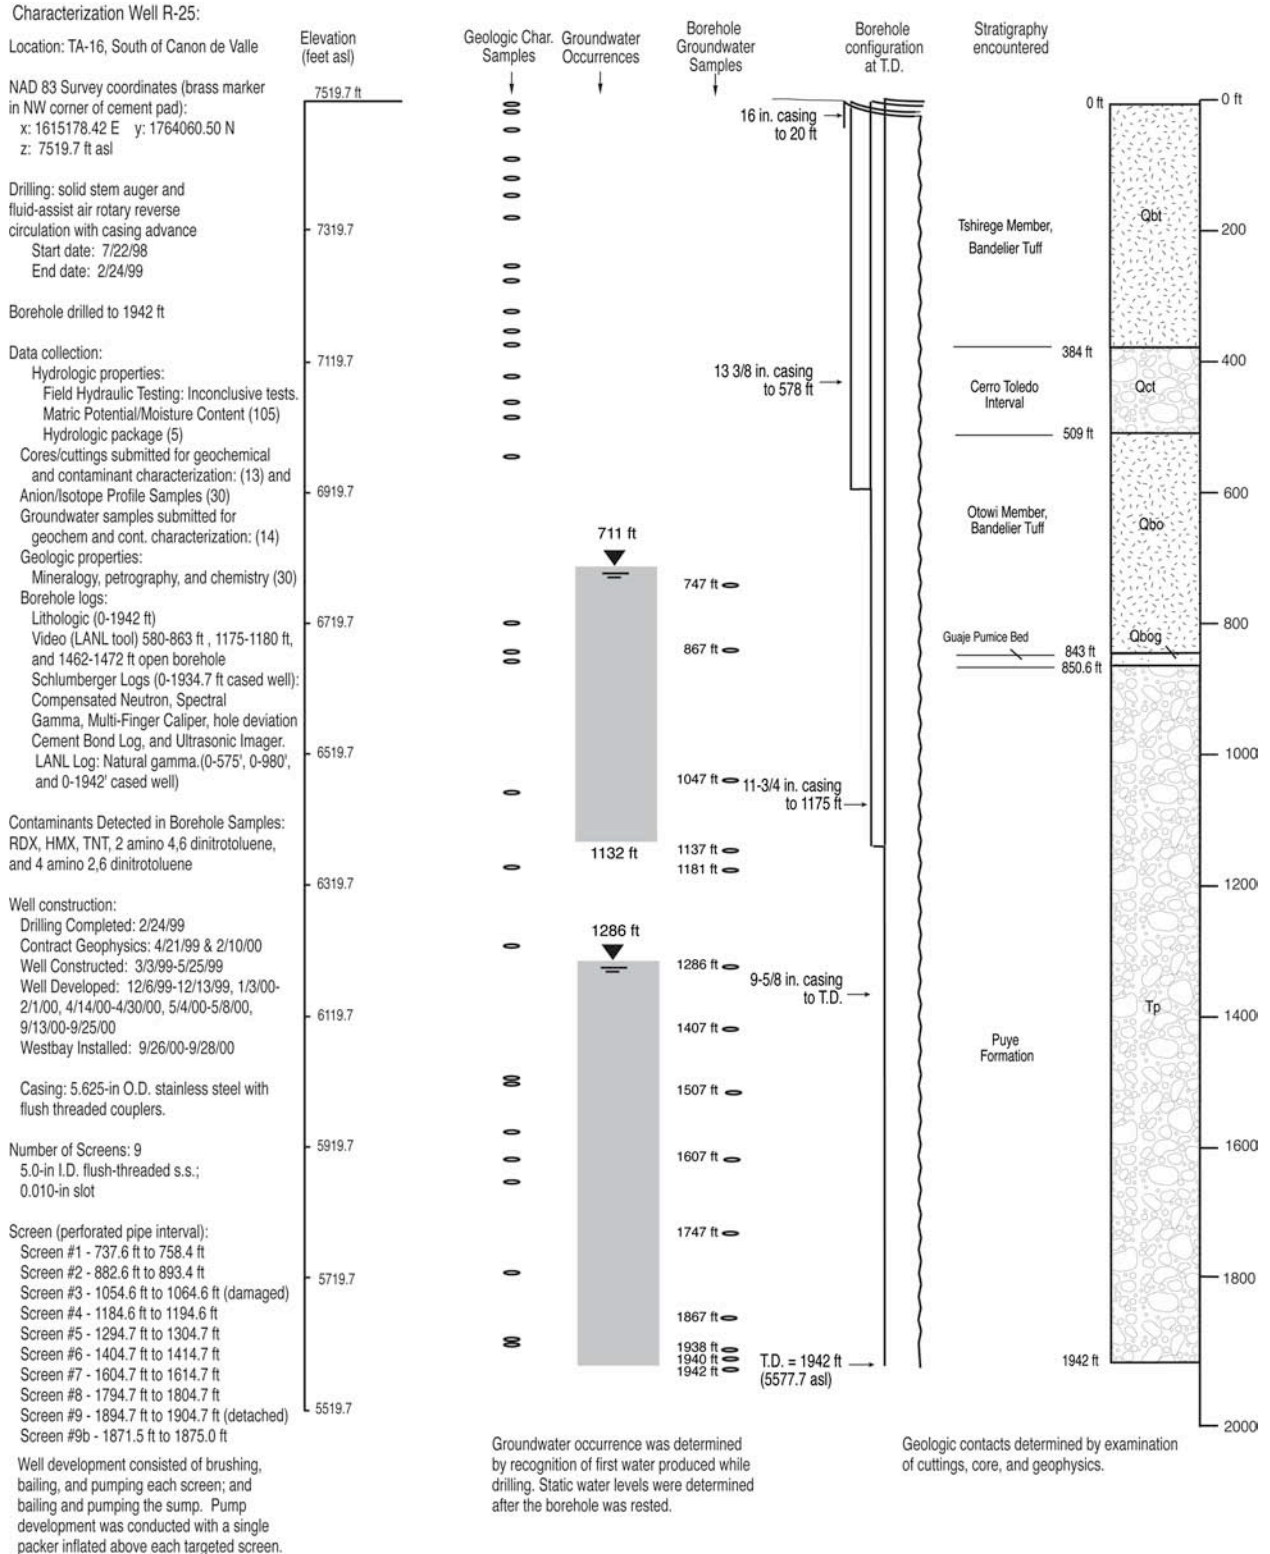 Characterization Well R-25:
Location: TA-16, South of Canon de Valle
NAD 83 Survey coordinates (brass marker
in NW corner of cement pad):
x: 1615178.42 E y: 1764060.50 N
z: 7519.7 ft asl
Drilling: solid stem auger and
fluid-assist air rotary reverse
circulation with casing advance
Start date: 7/22/98
End date: 2/24/99
Borehole drilled to 1942 ft
Data collection:
Hydrologic properties:
Field Hydraulic Testing: Inconclusive tests.
Matric Potential/Moisture Content (105)
Hydrologic package (5)
Cores/cuttings submitted for geochemical
and contaminant characterization: (13) and
Anion/Isotope Profile Samples (30)
Groundwater samples submitted for
geochem and cont. characterization: (14)
Geologic properties:
Mineralogy, petrography, and chemistry (30)
Borehole logs:
Lithologic (0-1942 ft)
Video (LANL tool) 580-863 ft , 1175-1180 ft,
and 1462-1472 ft open borehole
Schlumberger Logs (0-1934.7 ft cased well):
Compensated Neutron, Spectral
Gamma, Multi-Finger Caliper, hole deviation
Cement Bond Log, and Ultrasonic Imager.
LANL Log: Natural gamma.(0-575', 0-980',
and 0-1942' cased well)
Contaminants Detected in Borehole Samples:
RDX, HMX, TNT, 2 amino 4,6 dinitrotoluene,
and 4 amino 2,6 dinitrotoluene
Well construction:
Drilling Completed: 2/24/99
Contract Geophysics: 4/21/99 & 2/10/00
Well Constructed: 3/3/99-5/25/99
Well Developed: 12/6/99-12/13/99, 1/3/00-
2/1/00, 4/14/00-4/30/00, 5/4/00-5/8/00,
9/13/00-9/25/00
Westbay Installed: 9/26/00-9/28/00
Casing: 5.625-in O.D. stainless steel with
flush threaded couplers.
Number of Screens: 9
5.0-in I.D. flush-threaded s.s.;
0.010-in slot
Screen (perforated pipe interval):
Screen #1 - 737.6 ft to 758.4 ft
Screen #2 - 882.6 ft to 893.4 ft
Screen #3 - 1054.6 ft to 1064.6 ft (damaged)
Screen #4 - 1184.6 ft to 1194.6 ft
Screen #5 - 1294.7 ft to 1304.7 ft
Screen #6 - 1404.7 ft to 1414.7 ft
Screen #7 - 1604.7 ft to 1614.7 ft
Screen #8 - 1794.7 ft to 1804.7 ft
Screen #9 - 1894.7 ft to 1904.7 ft (detached)
Screen #9b - 1871.5 ft to 1875.0 ft
Well development consisted of brushing,
bailing, and pumping each screen; and
bailing and pumping the sump. Pump
development was conducted with a single
packer inflated above each targeted screen.
Elevation
(feet asl)
7519.7 ft
7319.7
7119.7
6919.7
6719.7
6519.7
6319.7
6119.7
5919.7
5719.7
5519.7
Geologic Char.
Samples
Groundwater
Occurrences
711 ft
1132 ft
1286 ft
Borehole
Groundwater
Samples
747 ft
867 ft
1047 ft
1137 ft
1181 ft
1286 ft
1407 ft
1507 ft
1607 ft
1747 ft
1867 ft
1938 ft
1940 ft
1942 ft
Borehole
configuration
at T.D.
16 in. casing
to 20 ft
13 3/8 in. casing
to 578 ft
11-3/4 in. casing
to 1175 ft
9-5/8 in. casing
to T.D.
T.D. = 1942 ft
(5577.7 asl)
Stratigraphy
encountered
Tshirege Member,
Bandelier Tuff
Cerro Toledo
Interval
Otowi Member,
Bandelier Tuff
Guaje Pumice Bed
Puye
Formation
0 ft
384 ft
509 ft
843 ft
850.6 ft
1942 ft
Qbt
Qct
Qbo
Qbog
Tp
0 ft
200
400
600
800
1000
1200
1400
1600
1800
2000
Groundwater occurrence was determined
by recognition of first water produced while
drilling. Static water levels were determined
after the borehole was rested.
Geologic contacts determined by examination
of cuttings, core, and geophysics.